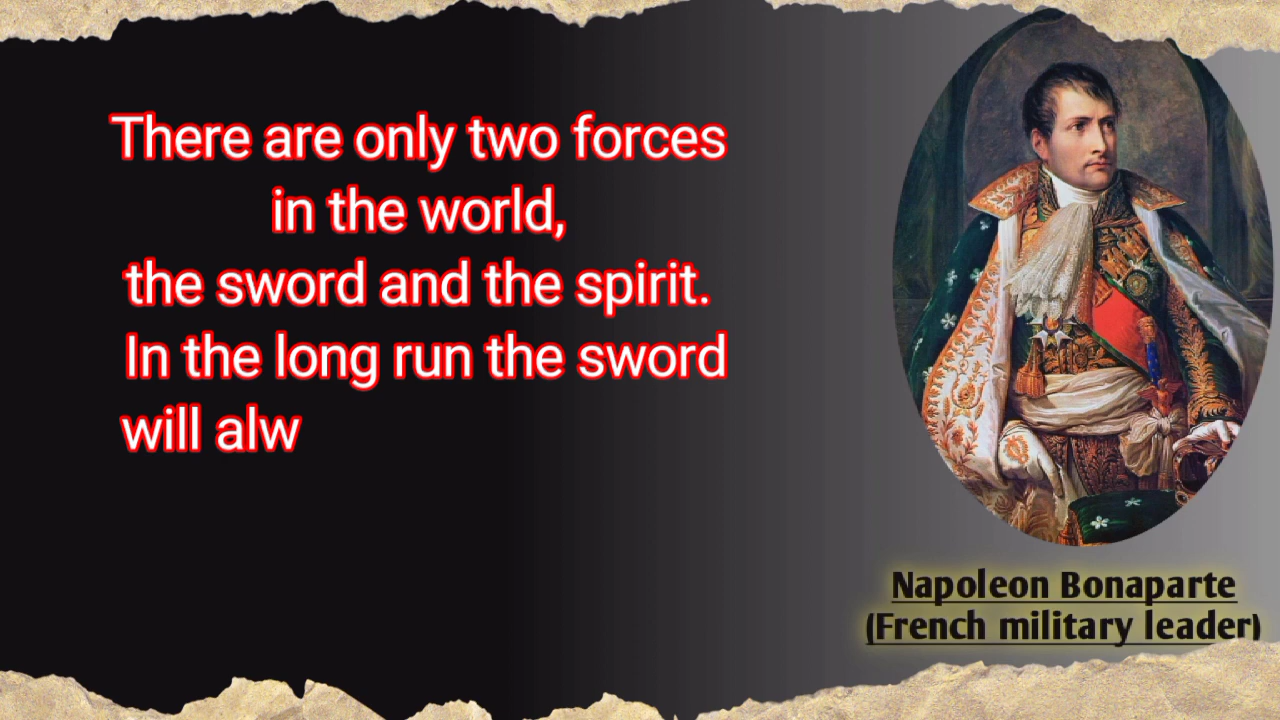 There are only two forces
in the world,
the sword and the spirit.
In the long run the sword
will alw
Napoleon Bonaparte
(French military leader)